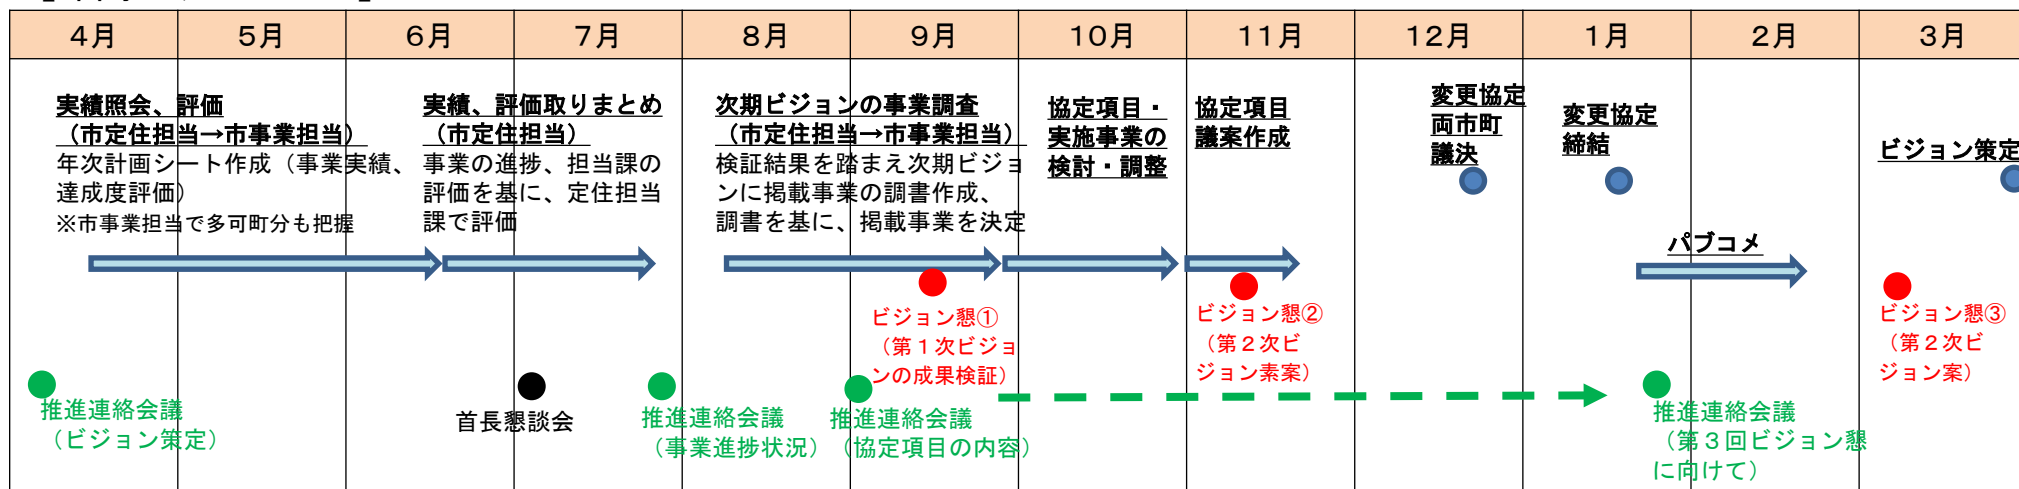 4月 5月 6月 7月 8月 9月 10月 11月 12月 1月 2月 3月
実績照会、評価
（市定住担当→市事業担当）
年次計画シート作成（事業実績、
達成度評価）
※市事業担当で多可町分も把握
実績、評価取りまとめ
（市定住担当）
事業の進捗、担当課の
評価を基に、定住担当
課で評価
次期ビジョンの事業調査
（市定住担当→市事業担当）
検証結果を踏まえ次期ビジョ
ンに掲載事業の調書作成、
調書を基に、掲載事業を決定
協定項目・
実施事業の
検討・調整
協定項目
議案作成
変更協定
両市町
議決
変更協定
締結
ビジョン策定
パブコメ
ビジョン懇①
（第１次ビジョ
ンの成果検証）
ビジョン懇②
（第２次ビ
ジョン素案）
ビジョン懇③
（第２次ビ
ジョン案）
推進連絡会議
（ビジョン策定）
首長懇談会
推進連絡会議
（事業進捗状況）
推進連絡会議
（協定項目の内容）
推進連絡会議
（第３回ビジョン懇
に向けて）